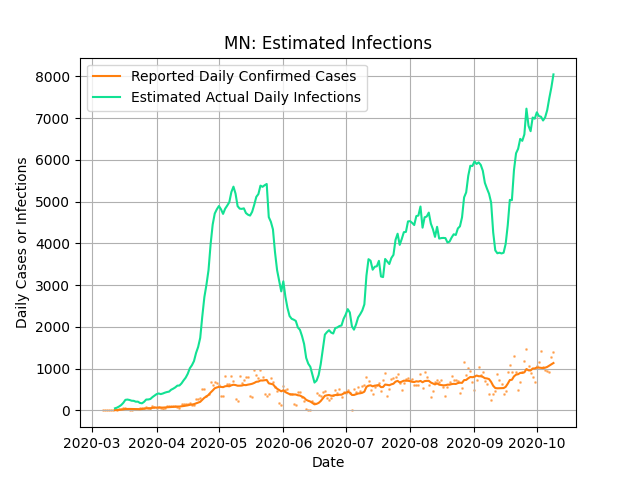 MN: Estimated Infections
Reported Daily Confirmed Cases
Estimated Actual Daily Infections
Daily Cases or Infections
8000
7000
6000
5000
4000
3000
2000
1000
0
2020-03 2020-04 2020-05 2020-06 2020-07 2020-08 2020-09 2020-10
Date